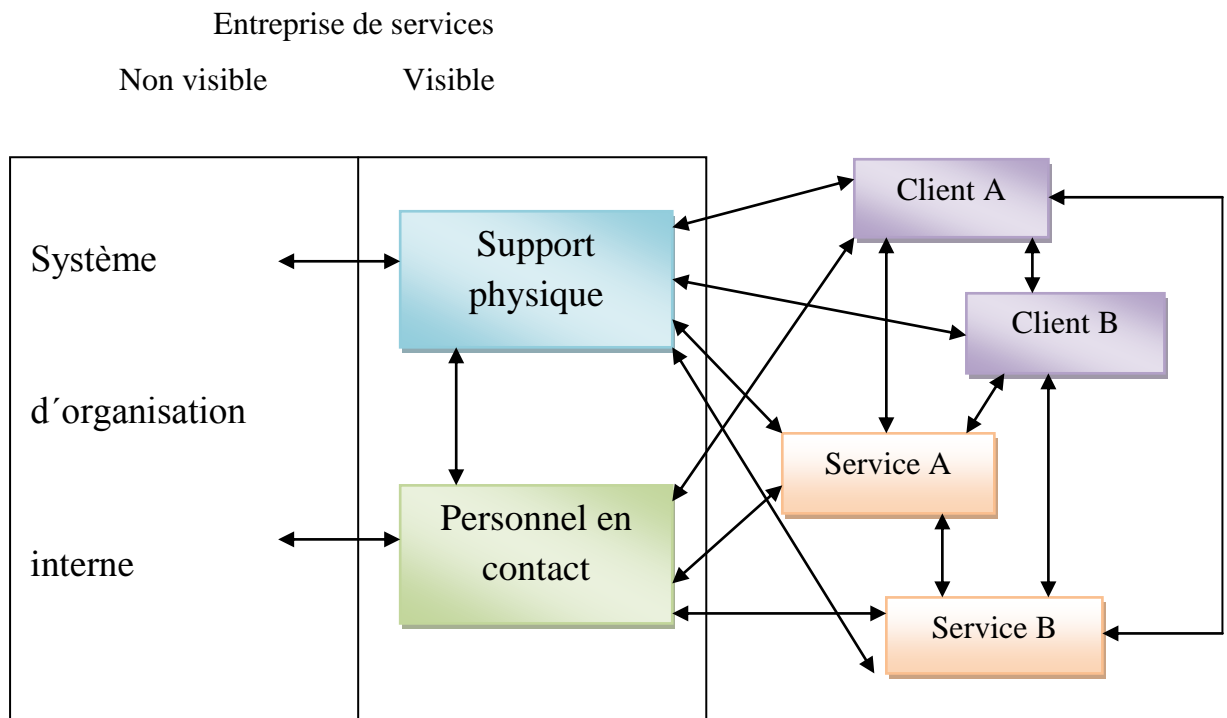 Entreprise de services
Non visible Visible
Système
d´organisation
interne
Support
physique
Personnel en
contact
Client A
Client B
Service A
Service B